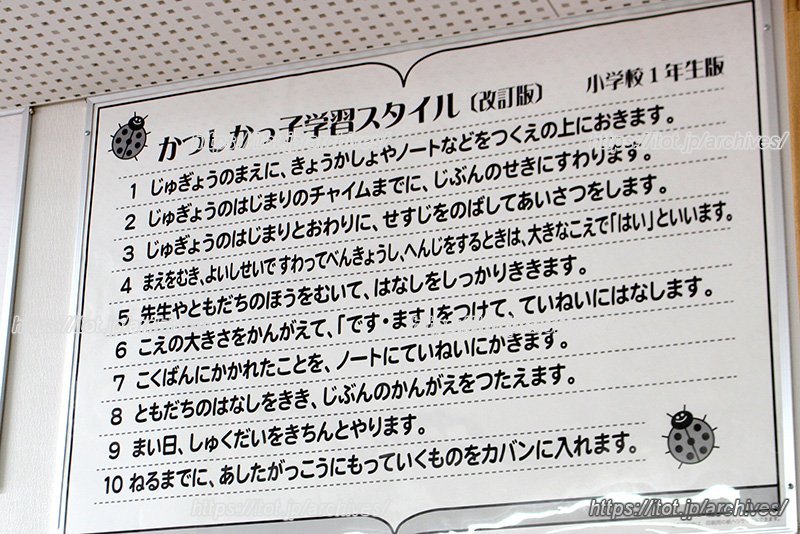 かつしかっ子学習スタイル〔改訂版〕 小学校1年生版
1 じゅぎょうのまえに、きょうかしょやノートなどをつくえの上におきます。
2 じゅぎょうのはじまりのチャイムまでに、じぶんのせきにすわります。
3 じゅぎょうのはじまりとおわりに、せすじをのばしてあいさつをします。
4 まえをむき、よいしせいですわってべんきょうし、へんじをするときは、大きなこえで「はい」といいます。
5 先生やともだちのほうをむいて、はなしをしっかりききます。
6 こえの大きさをかんがえて、「です・ます」をつけて、ていねいにはなします。
7 こくばんにかかれたことを、ノートにていねいにかきます。
8 ともだちのはなしをきき、じぶんのかんがえをつたえます。
9 まい日、しゅくだいをきちんとやります。
10 ねるまでに、あしたがっこうにもっていくものをカバンに入れます。
https://itot.jp/archives/